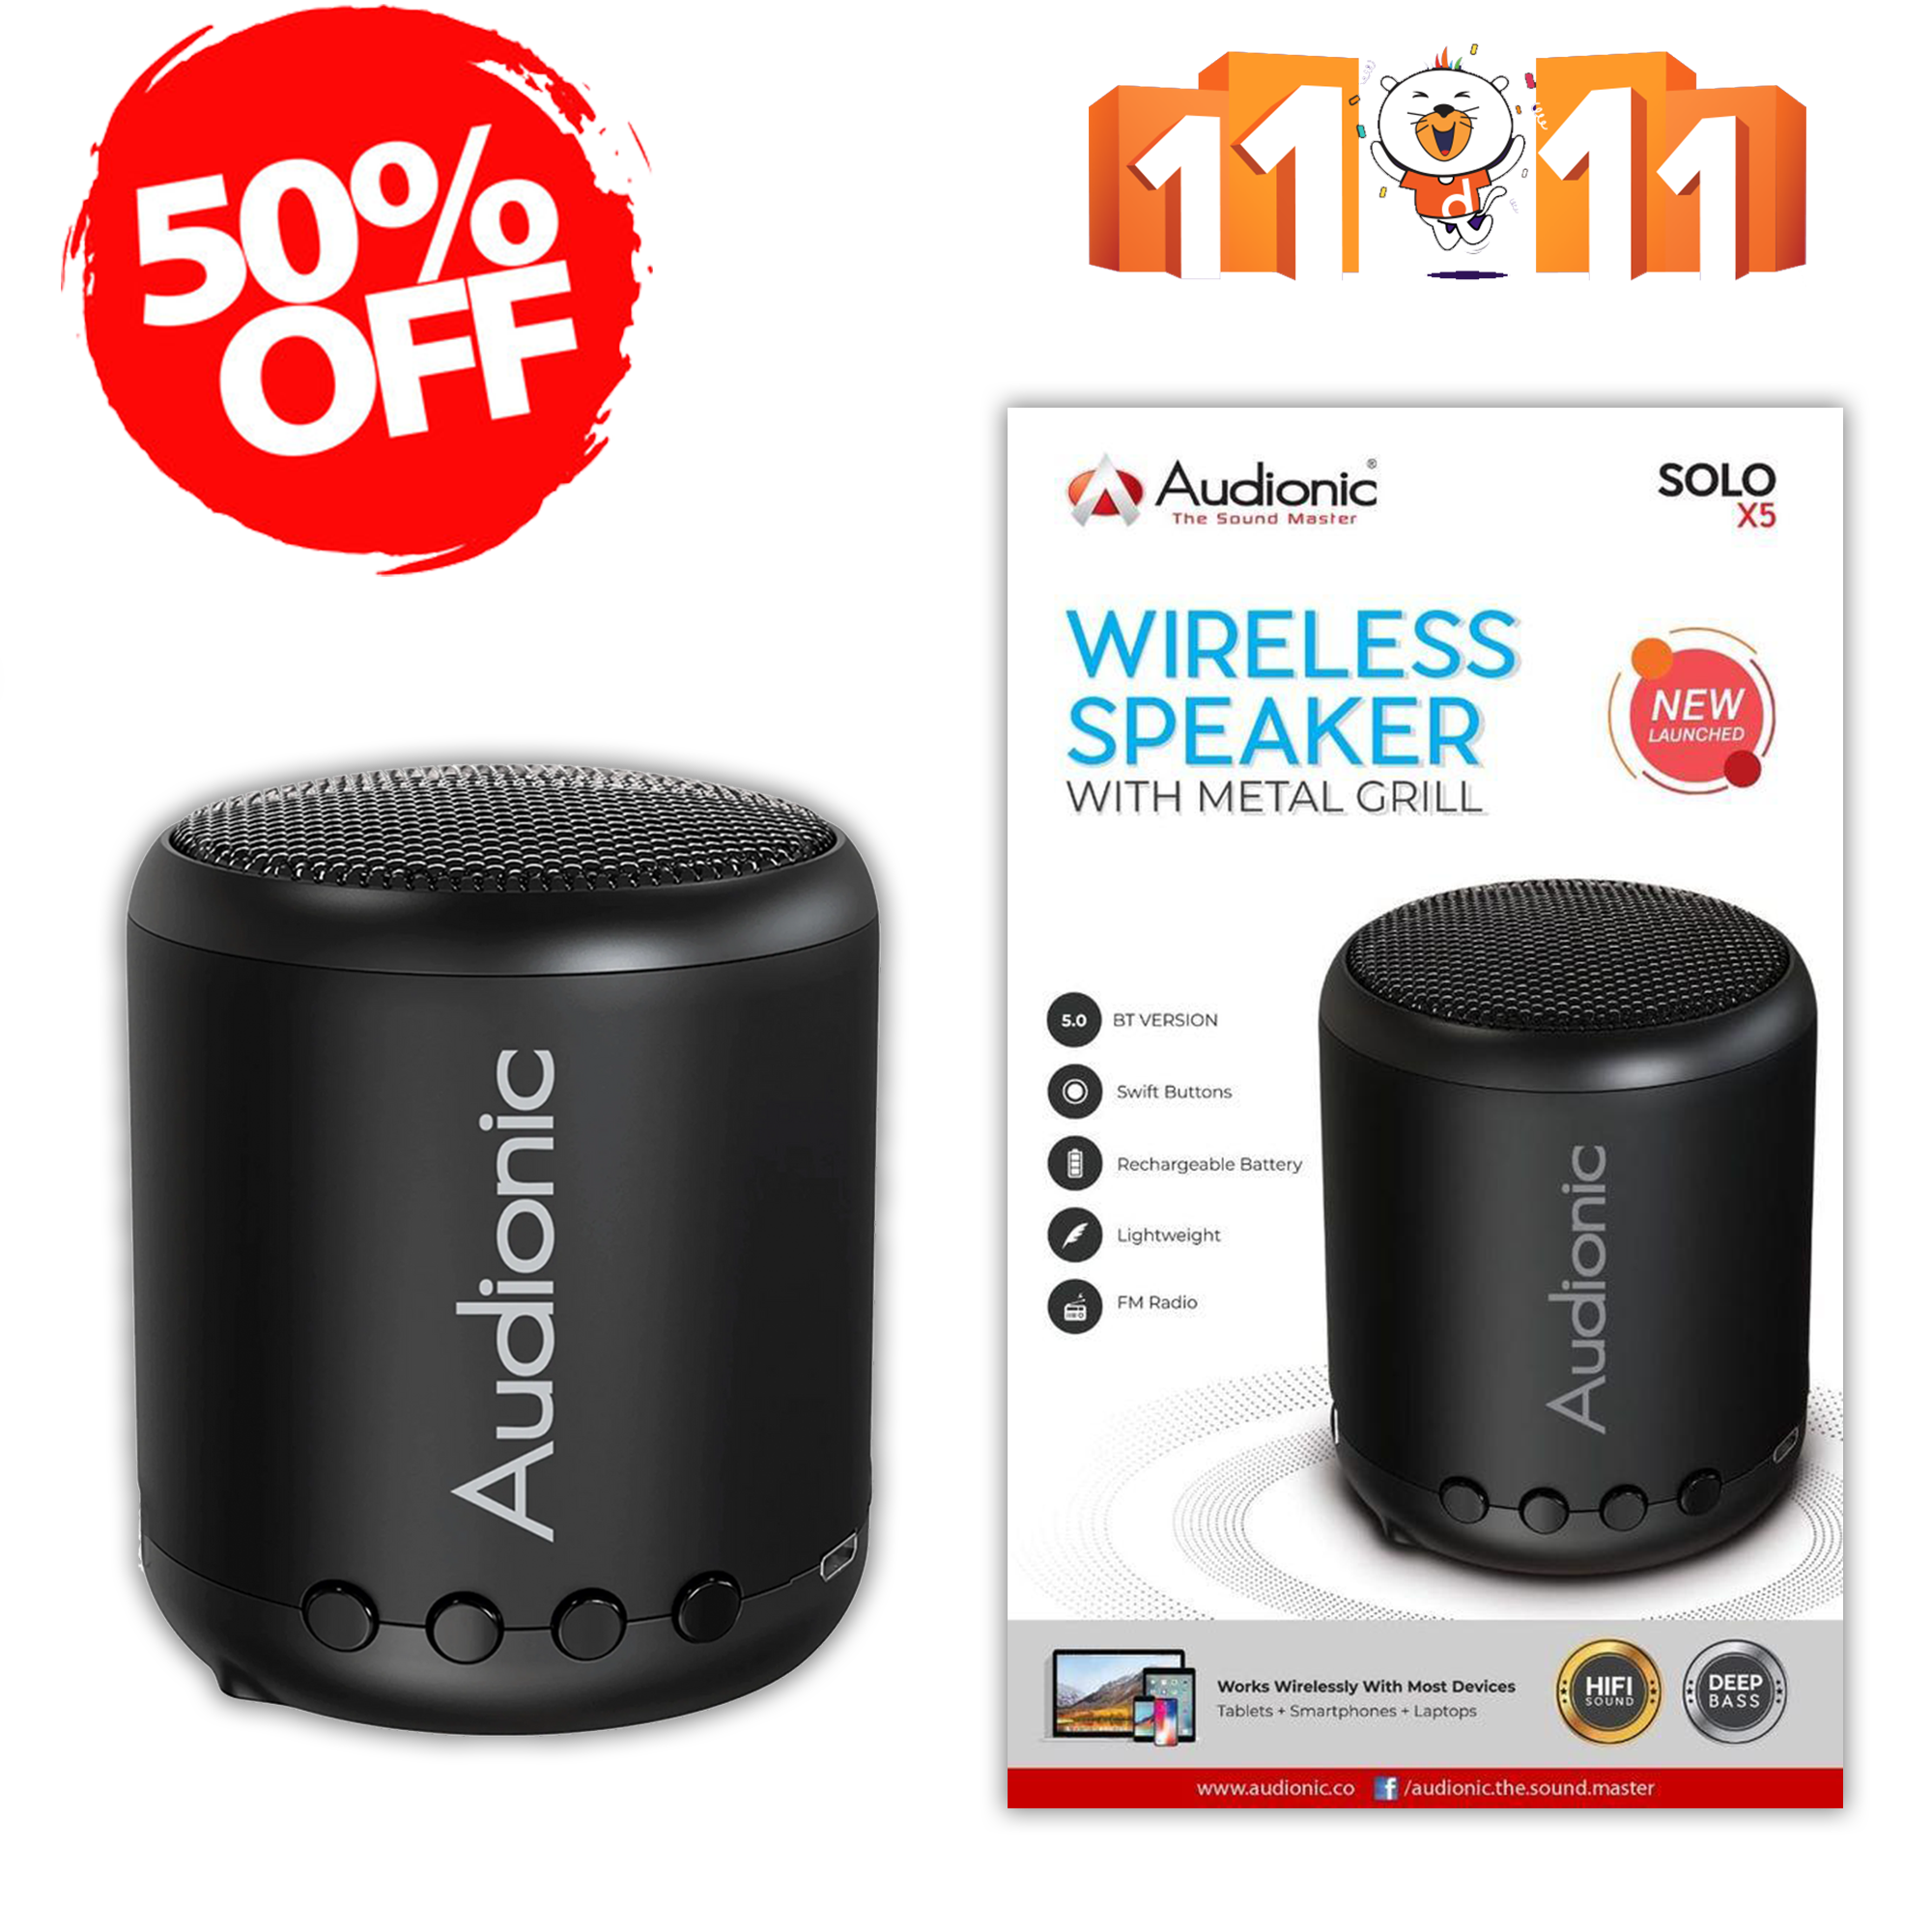 50%
OFF
11 11
d
Audionic®
The Sound Master
SOLO
X5
WIRELESS
SPEAKER
WITH METAL GRILL
NEW
LAUNCHED
5.0 BT VERSION
Swift Buttons
Rechargeable Battery
Lightweight
FM Radio
Audionic
Audionic
Works Wirelessly With Most Devices
Tablets + Smartphones + Laptops
HIFI
SOUND
DEEP
BASS
www.audionic.co f /audionic.the.sound.master